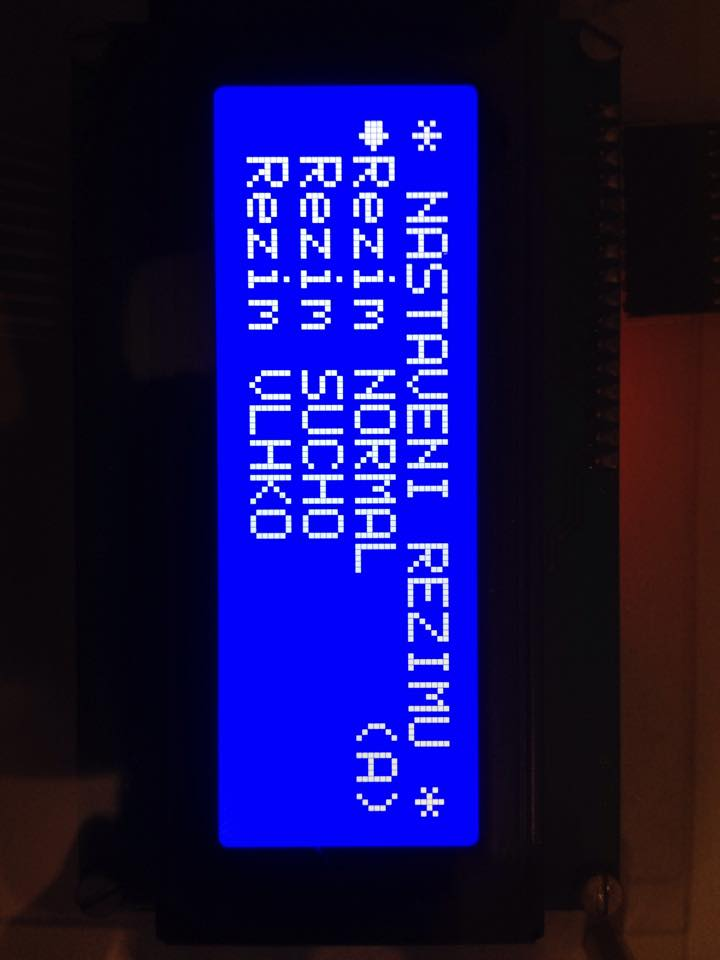 * NASTAVENI REZIMU *
Rezim NORMAL (A)
Rezim SUCHO
Rezim VLHKO